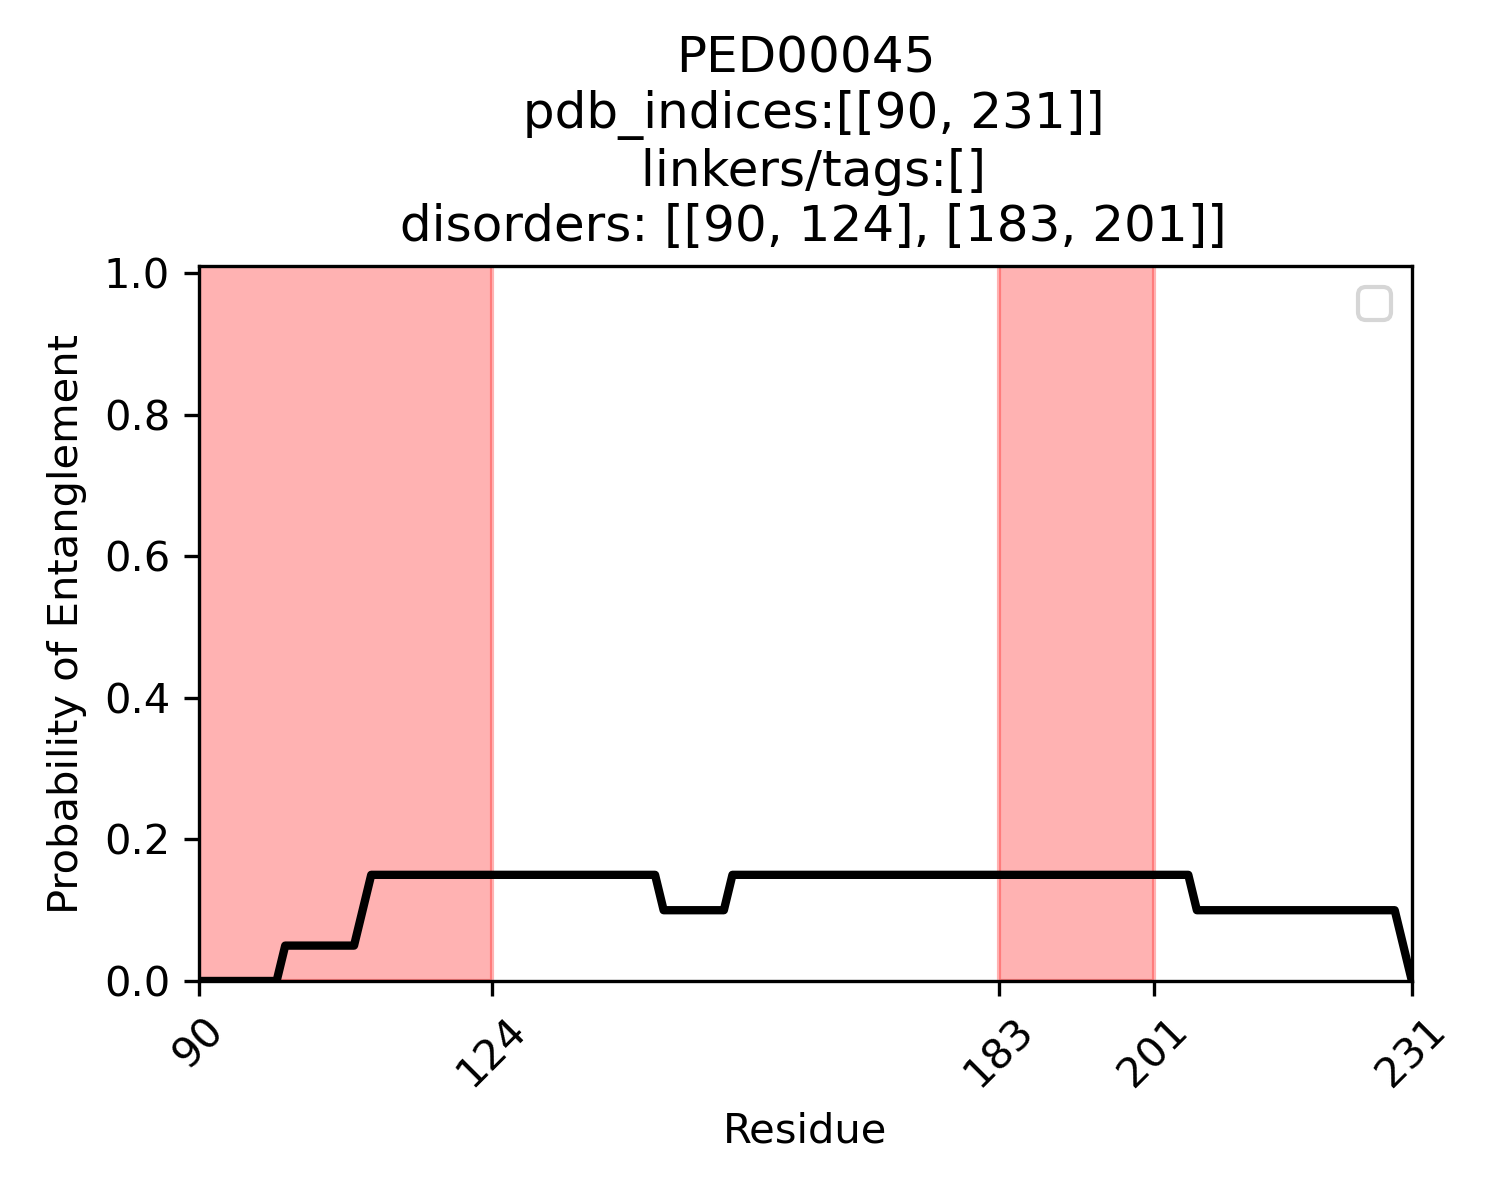 PED00045
pdb_indices:[[90, 231]]
linkers/tags:[]
disorders: [[90, 124], [183, 201]]
1.0
0.8
0.6
0.4
0.2
0.0
Probability of Entanglement
90
124
183
201
231
Residue